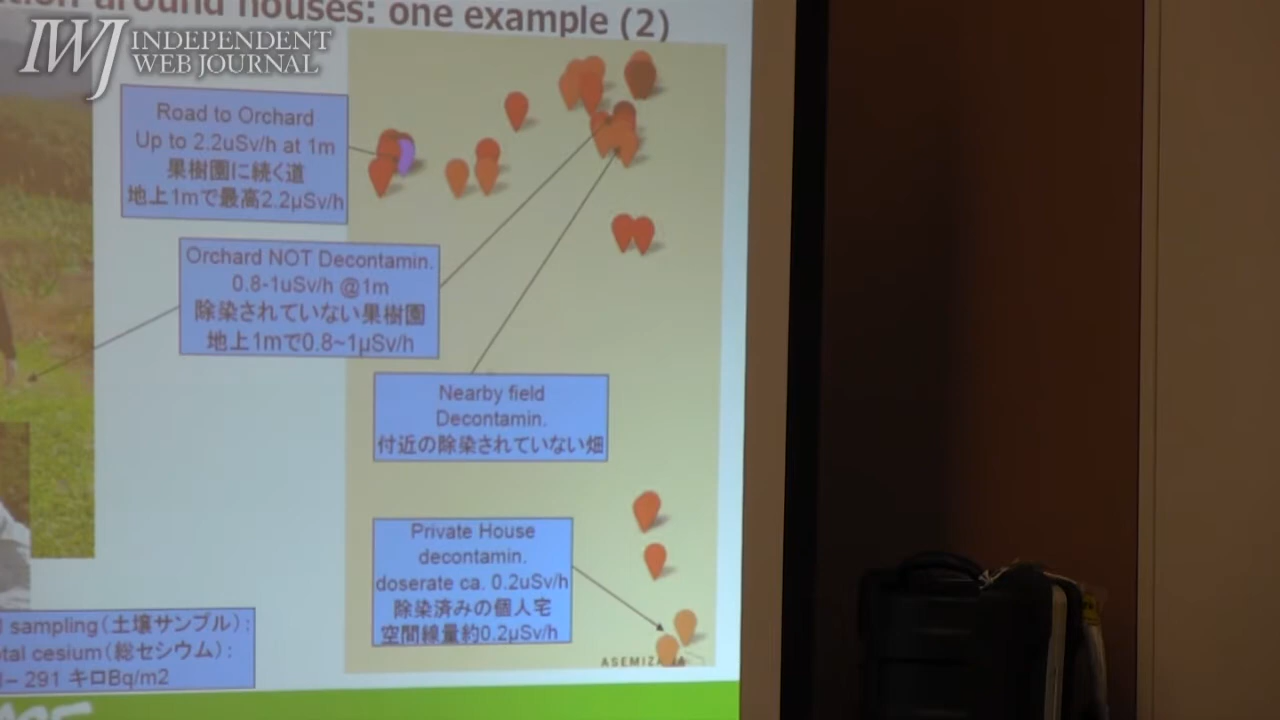 around houses: one example (2)
IWJ INDEPENDENT
WEB JOURNAL
Road to Orchard
Up to 2.2uSv/h at 1m
果樹園に続く道
地上1mで最高2.2μSv/h
Orchard NOT Decontamin.
0.8-1uSv/h @1m
除染されていない果樹園
地上1mで0.8~1μSv/h
Nearby field
Decontamin.
付近の除染されていない畑
Private House
decontamin.
doserate ca. 0.2uSv/h
除染済みの個人宅
空間線量約0.2μSv/h
sampling(土壌サンプル):
cesium(総セシウム):
– 291 キロBq/m2